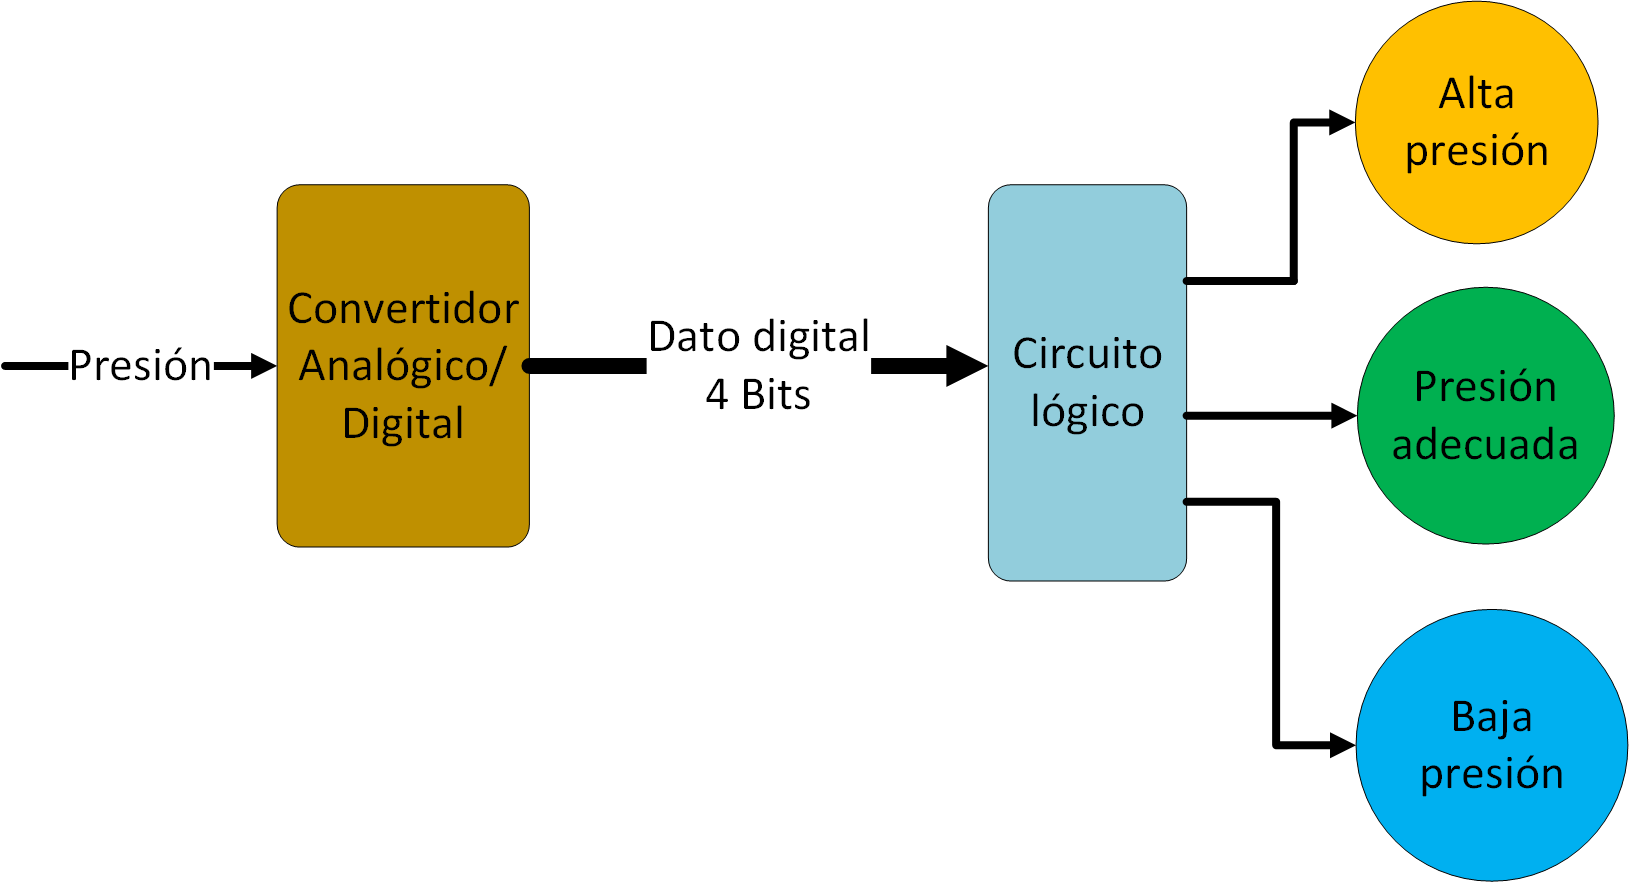 Presión
Convertidor
Analógico/
Digital
Dato digital
4 Bits
Circuito
lógico
Alta
presión
Presión
adecuada
Baja
presión